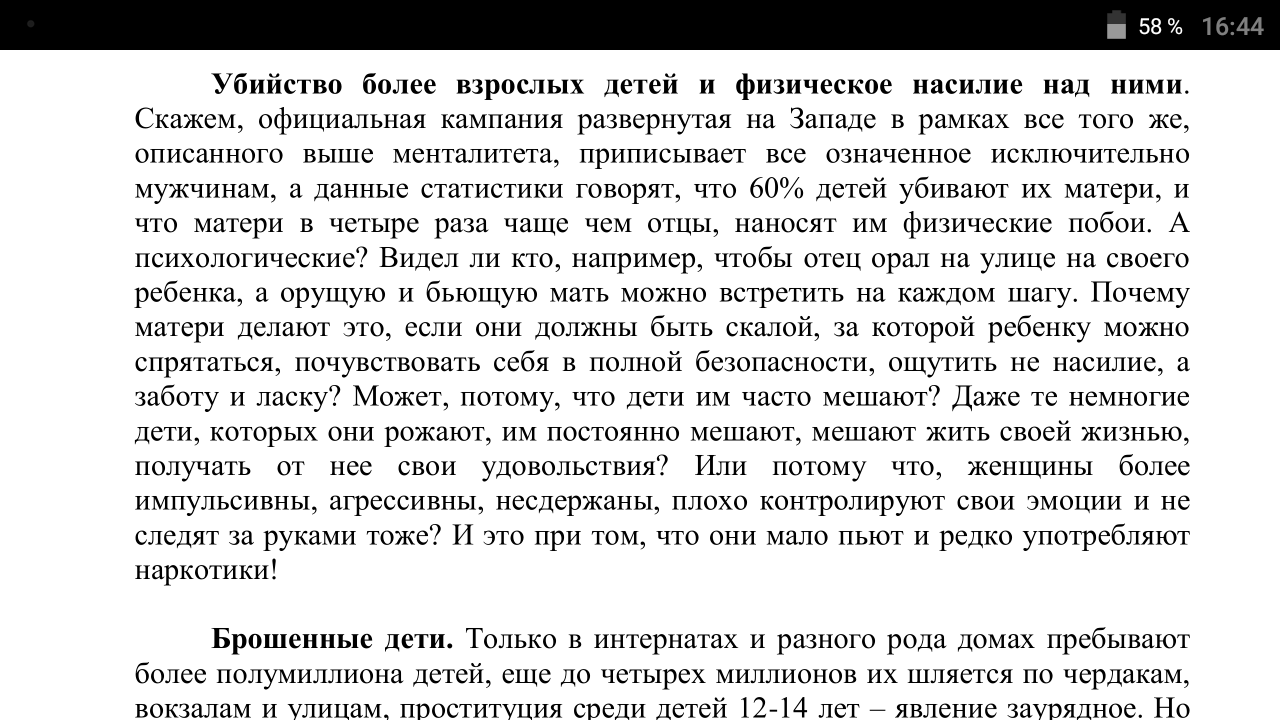 58 % 16:44
Убийство более взрослых детей и физическое насилие над ними.
Скажем, официальная кампания развернутая на Западе в рамках все того же,
описанного выше менталитета, приписывает все означенное исключительно
мужчинам, а данные статистики говорят, что 60% детей убивают их матери, и
что матери в четыре раза чаще чем отцы, наносят им физические побои. А
психологические? Видел ли кто, например, чтобы отец орал на улице на своего
ребенка, а орущую и бьющую мать можно встретить на каждом шагу. Почему
матери делают это, если они должны быть скалой, за которой ребенку можно
спрятаться, почувствовать себя в полной безопасности, ощутить не насилие, а
заботу и ласку? Может, потому, что дети им часто мешают? Даже те немногие
дети, которых они рожают, им постоянно мешают, мешают жить своей жизнью,
получать от нее свои удовольствия? Или потому что, женщины более
импульсивны, агрессивны, несдержаны, плохо контролируют свои эмоции и не
следят за руками тоже? И это при том, что они мало пьют и редко употребляют
наркотики!
Брошенные дети. Только в интернатах и разного рода домах пребывают
более полумиллиона детей, еще до четырех миллионов их шляется по чердакам,
вокзалам и улицам, проституция среди детей 12-14 лет – явление заурядное. Но